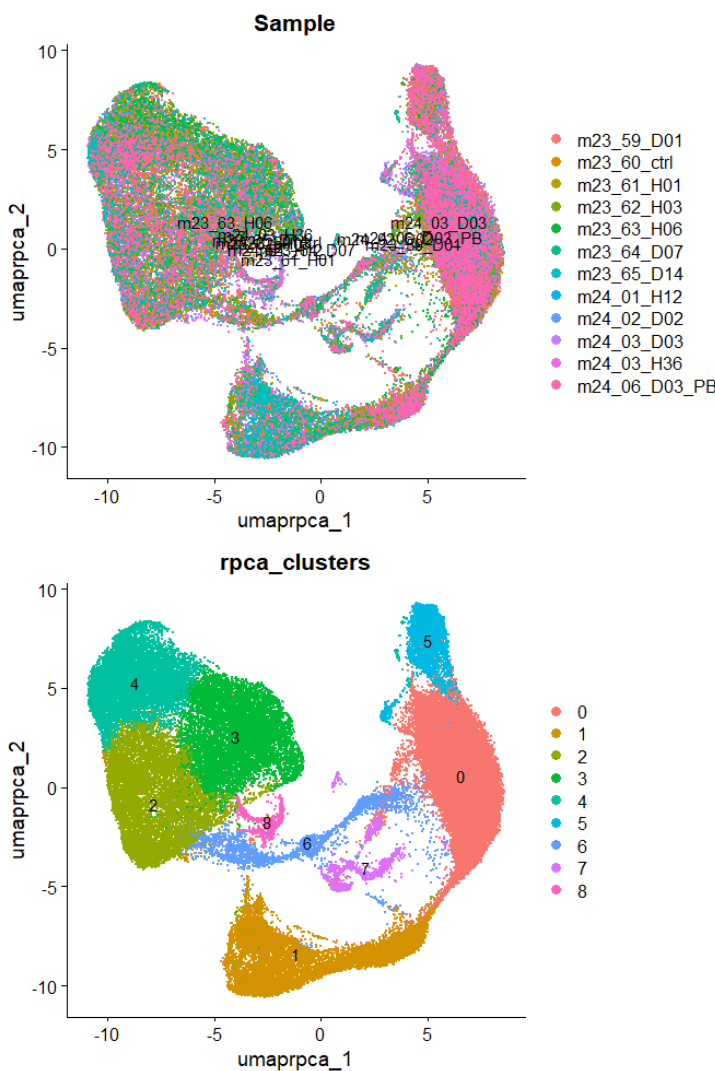 Sample
10
5
0
-5
-10
umaprpca_2
m23_63_H06
m24_03_D03
m23_61_H01
-10
-5
0
5
umaprpca_1
m23_59_D01
m23_60_ctrl
m23_61_H01
m23_62_H03
m23_63_H06
m23_64_D07
m23_65_D14
m24_01_H12
m24_02_D02
m24_03_D03
m24_03_H36
m24_06_D03_PB
rpca_clusters
10
5
0
-5
-10
umaprpca_2
5
4
3
0
2
8
6
7
1
-10
-5
0
5
umaprpca_1
0
1
2
3
4
5
6
7
8